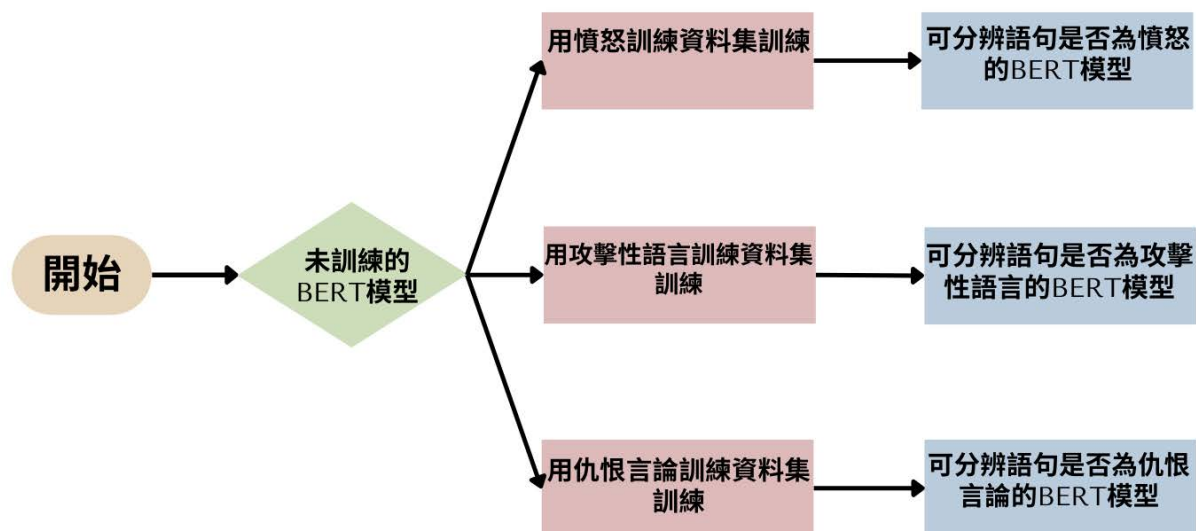 開始
未訓練的
BERT模型
用憤怒訓練資料集訓練
可分辨語句是否為憤怒
的BERT模型
用攻擊性語言訓練資料集
訓練
可分辨語句是否為攻擊
性語言的BERT模型
用仇恨言論訓練資料集
訓練
可分辨語句是否為仇恨
言論的BERT模型